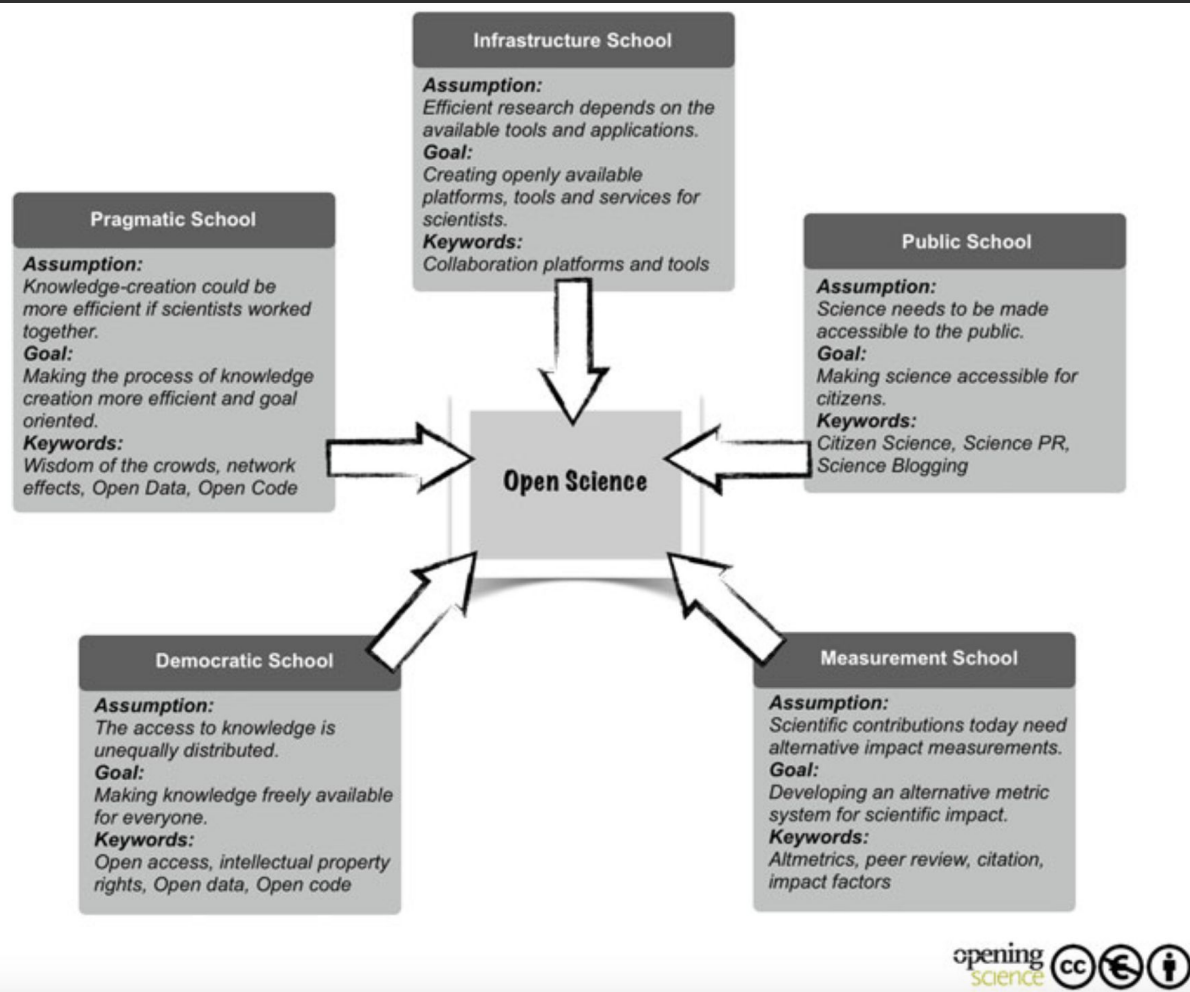 Infrastructure School
Assumption:
Efficient research depends on the
available tools and applications.
Goal:
Creating openly available
platforms, tools and services for
scientists.
Keywords:
Collaboration platforms and tools
Pragmatic School
Assumption:
Knowledge-creation could be
more efficient if scientists worked
together.
Goal:
Making the process of knowledge
creation more efficient and goal
oriented.
Keywords:
Wisdom of the crowds, network
effects, Open Data, Open Code
Public School
Assumption:
Science needs to be made
accessible to the public.
Goal:
Making science accessible for
citizens.
Keywords:
Citizen Science, Science PR,
Science Blogging
Open Science
Democratic School
Assumption:
The access to knowledge is
unequally distributed.
Goal:
Making knowledge freely available
for everyone.
Keywords:
Open access, intellectual property
rights, Open data, Open code
Measurement School
Assumption:
Scientific contributions today need
alternative impact measurements.
Goal:
Developing an alternative metric
system for scientific impact.
Keywords:
Altmetrics, peer review, citation,
impact factors
opening
science
cc
€